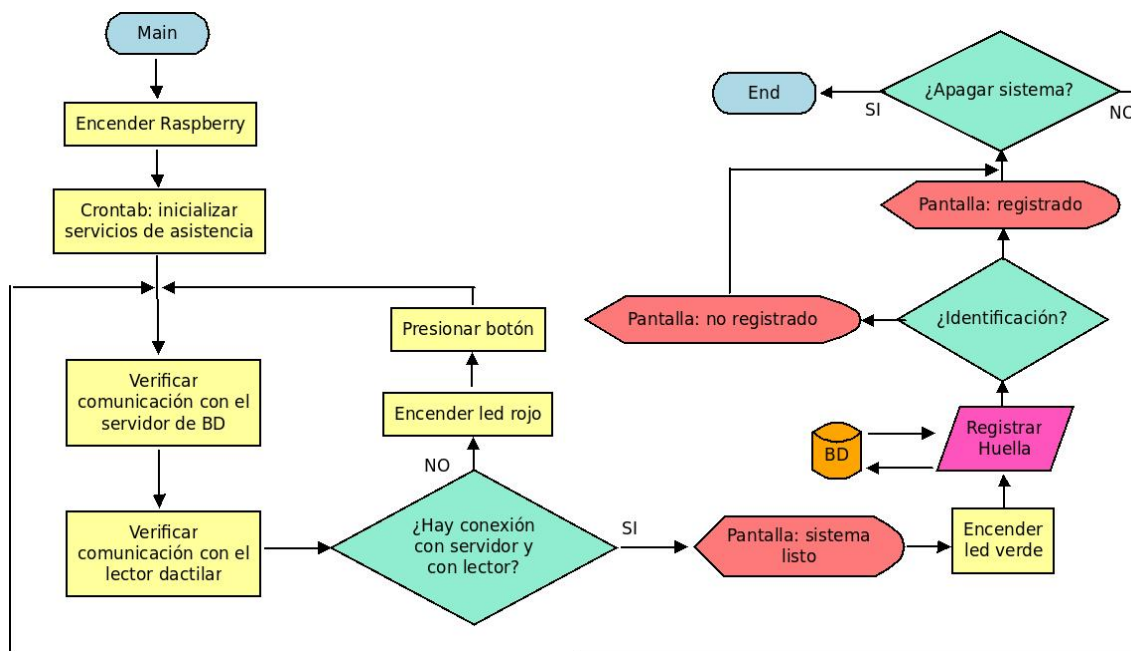 Main
Encender Raspberry
Crontab: inicializar
servicios de asistencia
Verificar
comunicación con el
servidor de BD
Verificar
comunicación con el
lector dactilar
¿Hay conexión
con servidor y
con lector?
NO
Encender led rojo
Presionar botón
SI
Pantalla: sistema
listo
Encender
led verde
Registrar
Huella
BD
¿Identificación?
Pantalla: no registrado
Pantalla: registrado
¿Apagar sistema?
SI
NO
End